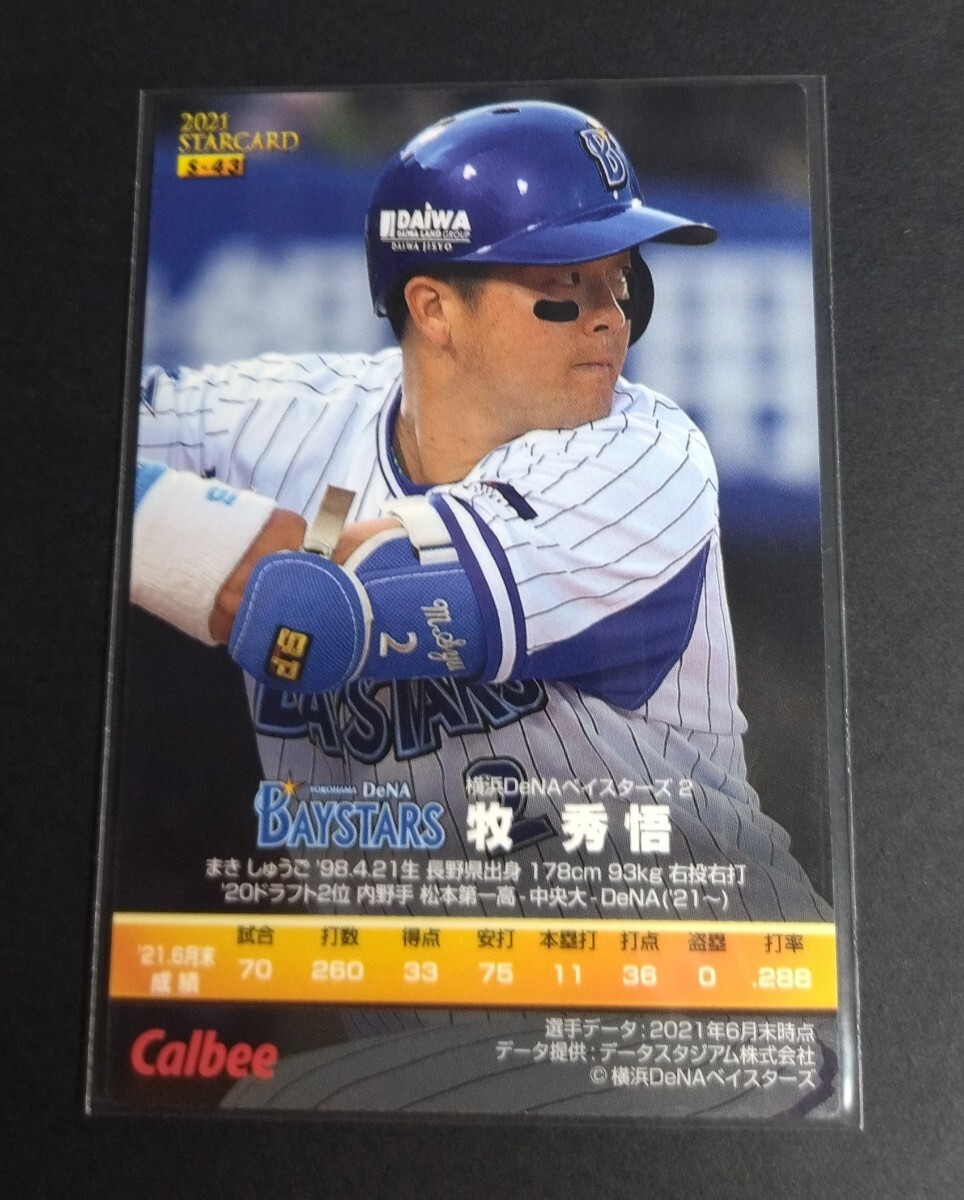 2021
STARCARD
S-43
DAIWA
DAIWA LAND GROUP
DAIWA JISYO
B
3
M.Syu
2
SP
BAYSTARS
2
YOKOHAMA DeNA
BAYSTARS
横浜DeNAベイスターズ 2
牧 秀悟
まき しゅうご '98.4.21生 長野県出身 178cm 93kg 右投右打
'20ドラフト2位 内野手 松本第一高-中央大-DeNA('21～)
試合 打数 得点 安打 本塁打 打点 盗塁 打率
'21.6月末
成績 70 260 33 75 11 36 0 .288
Calbee
選手データ:2021年6月末時点
データ提供:データスタジアム株式会社
©横浜DeNAベイスターズ